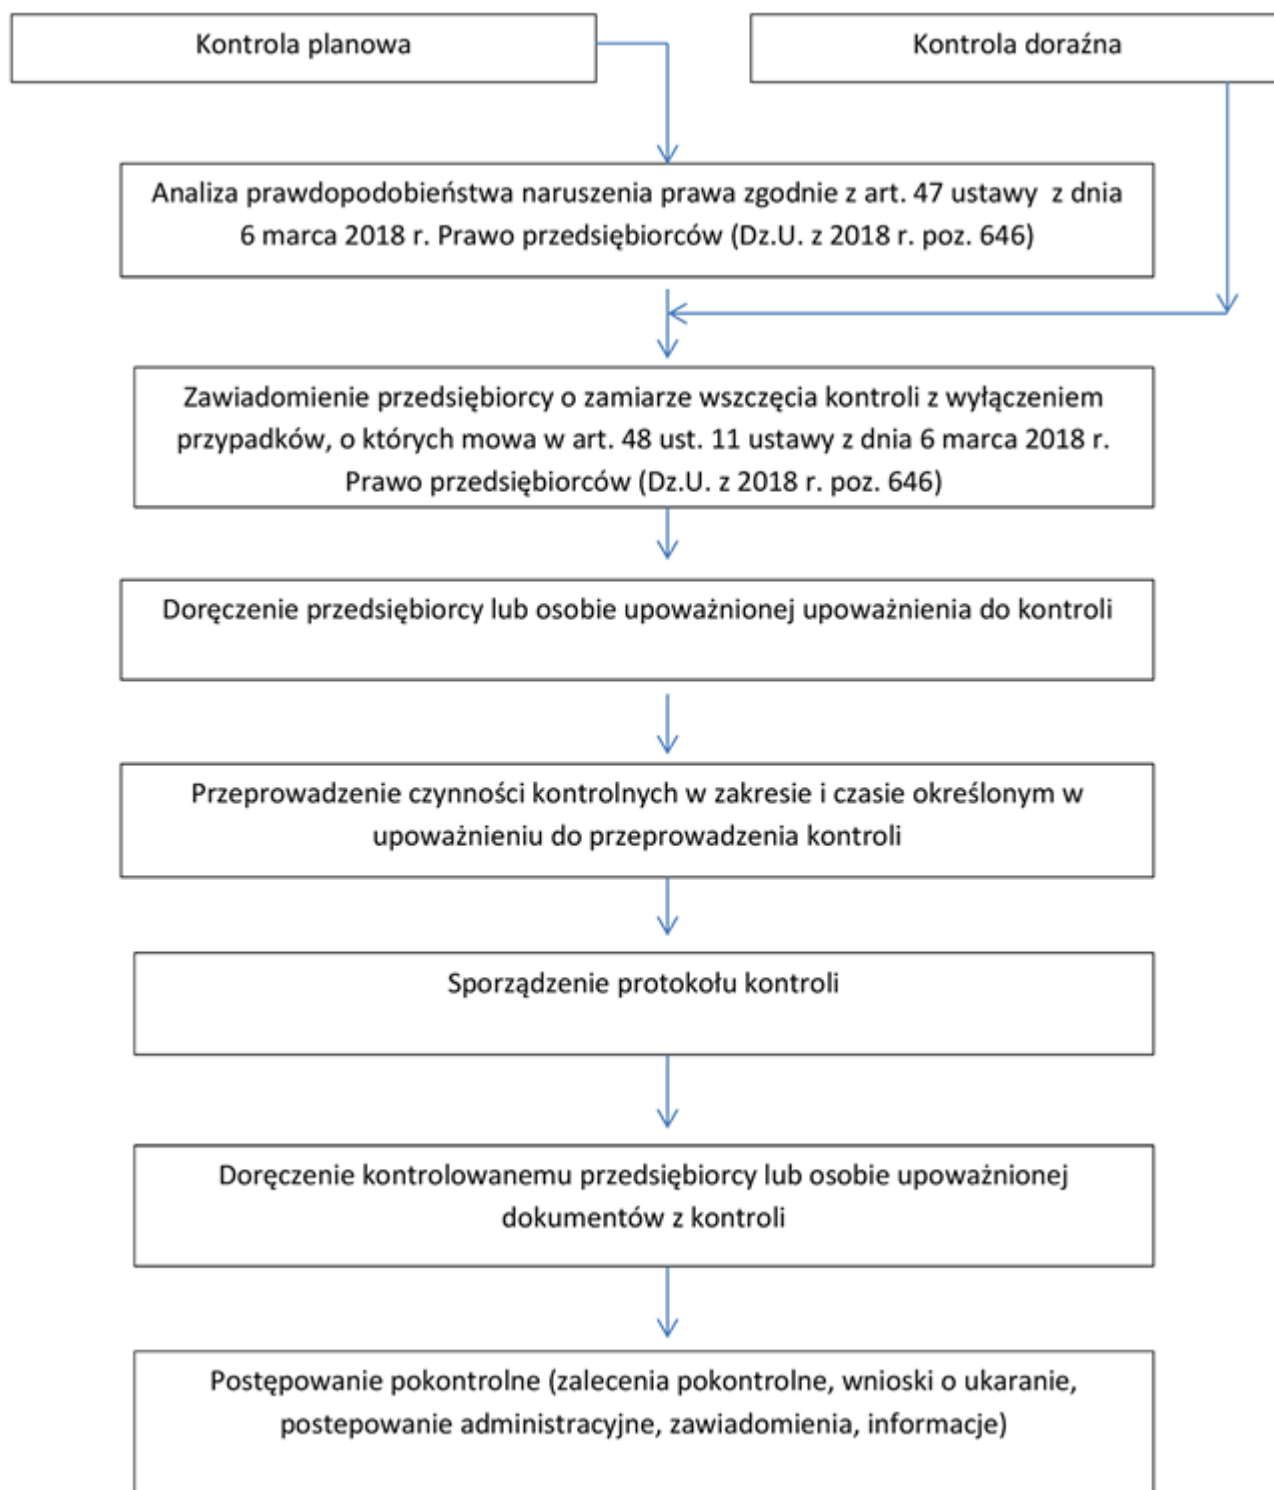 Kontrola planowa
Kontrola doraźna
Analiza prawdopodobieństwa naruszenia prawa zgodnie z art. 47 ustawy z dnia
6 marca 2018 r. Prawo przedsiębiorców (Dz.U. z 2018 r. poz. 646)
Zawiadomienie przedsiębiorcy o zamiarze wszczęcia kontroli z wyłączeniem
przypadków, o których mowa w art. 48 ust. 11 ustawy z dnia 6 marca 2018 r.
Prawo przedsiębiorców (Dz.U. z 2018 r. poz. 646)
Doręczenie przedsiębiorcy lub osobie upoważnionej upoważnienia do kontroli
Przeprowadzenie czynności kontrolnych w zakresie i czasie określonym w
upoważnieniu do przeprowadzenia kontroli
Sporządzenie protokołu kontroli
Doręczenie kontrolowanemu przedsiębiorcy lub osobie upoważnionej
dokumentów z kontroli
Postępowanie pokontrolne (zalecenia pokontrolne, wnioski o ukaranie,
postepowanie administracyjne, zawiadomienia, informacje)